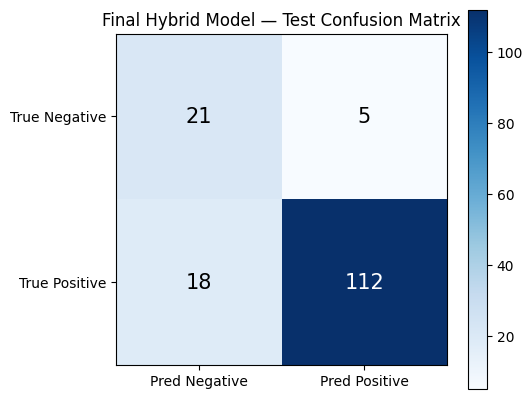 Final Hybrid Model — Test Confusion Matrix
True Negative
21
5
True Positive
18
112
Pred Negative
Pred Positive
100
80
60
40
20